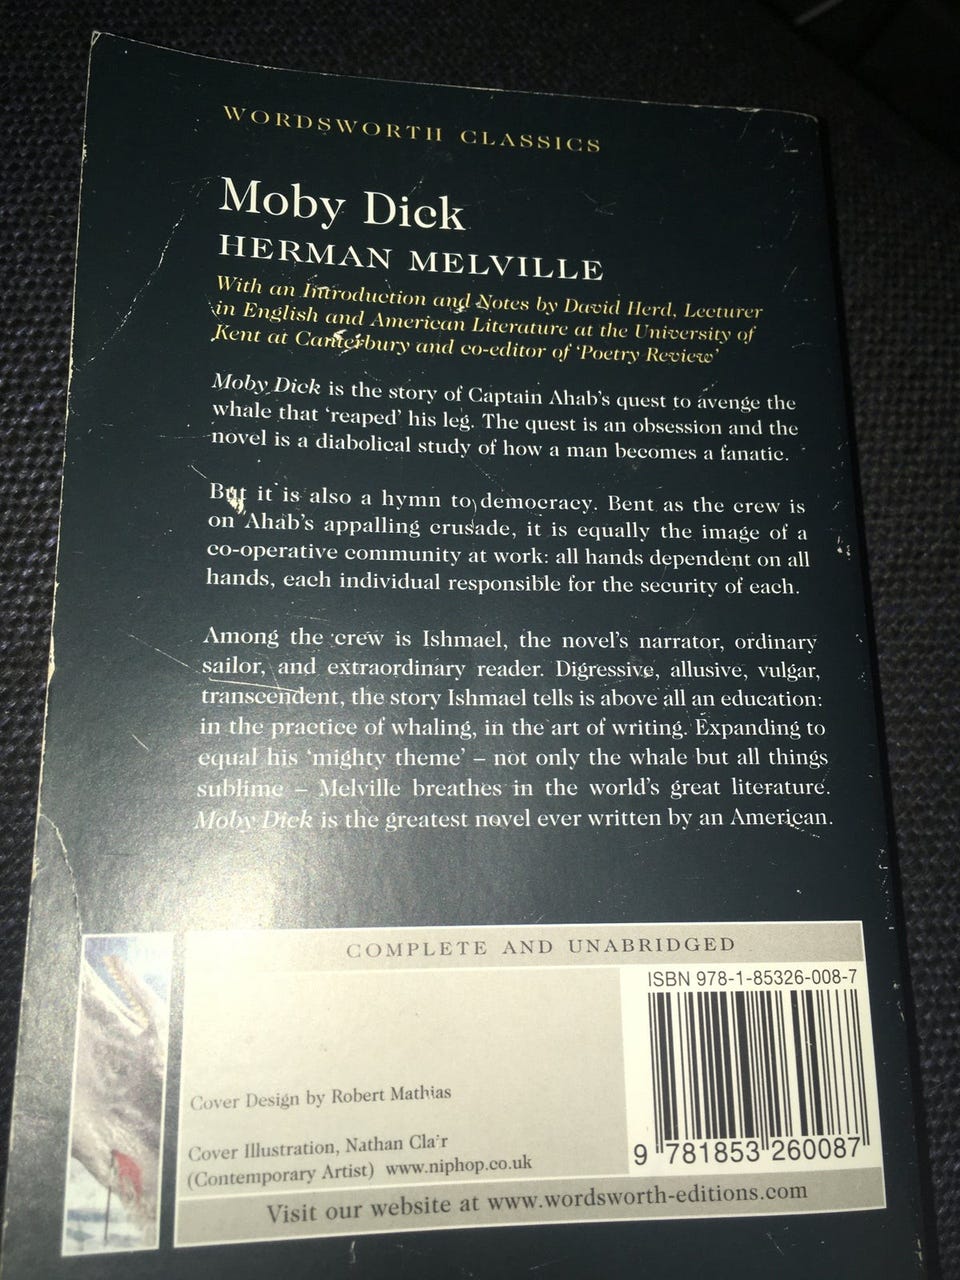 WORDSWORTH CLASSICS
Moby Dick
HERMAN MELVILLE
With an Introduction and Notes by David Herd, Lecturer
in English and American Literature at the University of
Kent at Canterbury and co-editor of ‘Poetry Review’
Moby Dick is the story of Captain Ahab’s quest to avenge the
whale that ‘reaped’ his leg. The quest is an obsession and the
novel is a diabolical study of how a man becomes a fanatic.
But it is also a hymn to democracy. Bent as the crew is
on Ahab’s appalling crusade, it is equally the image of a
co-operative community at work: all hands dependent on all
hands, each individual responsible for the security of each.
Among the crew is Ishmael, the novel’s narrator, ordinary
sailor, and extraordinary reader. Digressive, allusive, vulgar,
transcendent, the story Ishmael tells is above all an education:
in the practice of whaling, in the art of writing. Expanding to
equal his ‘mighty theme’ – not only the whale but all things
sublime – Melville breathes in the world’s great literature.
Moby Dick is the greatest novel ever written by an American.
COMPLETE AND UNABRIDGED
ISBN 978-1-85326-008-7
Cover Design by Robert Mathias
Cover Illustration, Nathan Clair
(Contemporary Artist) www.niphop.co.uk
9 781853 260087
Visit our website at www.wordsworth-editions.com